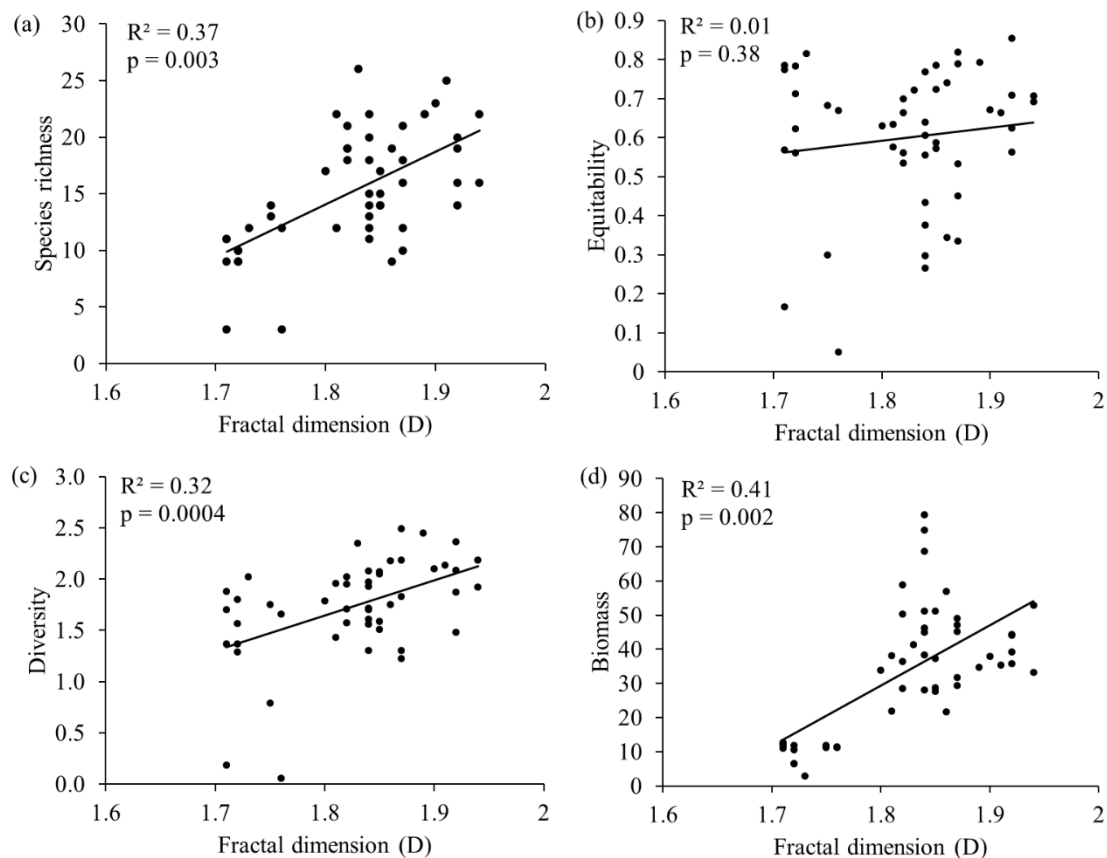 (a)
R² = 0.37
p = 0.003
Species richness
30
25
20
15
10
5
0
1.6 1.7 1.8 1.9 2
Fractal dimension (D)
(b)
R² = 0.01
p = 0.38
Equitability
0.9
0.8
0.7
0.6
0.5
0.4
0.3
0.2
0.1
0
1.6 1.7 1.8 1.9 2
Fractal dimension (D)
(c)
R² = 0.32
p = 0.0004
Diversity
3.0
2.5
2.0
1.5
1.0
0.5
0.0
1.6 1.7 1.8 1.9 2
Fractal dimension (D)
(d)
R² = 0.41
p = 0.002
Biomass
90
80
70
60
50
40
30
20
10
0
1.6 1.7 1.8 1.9 2
Fractal dimension (D)